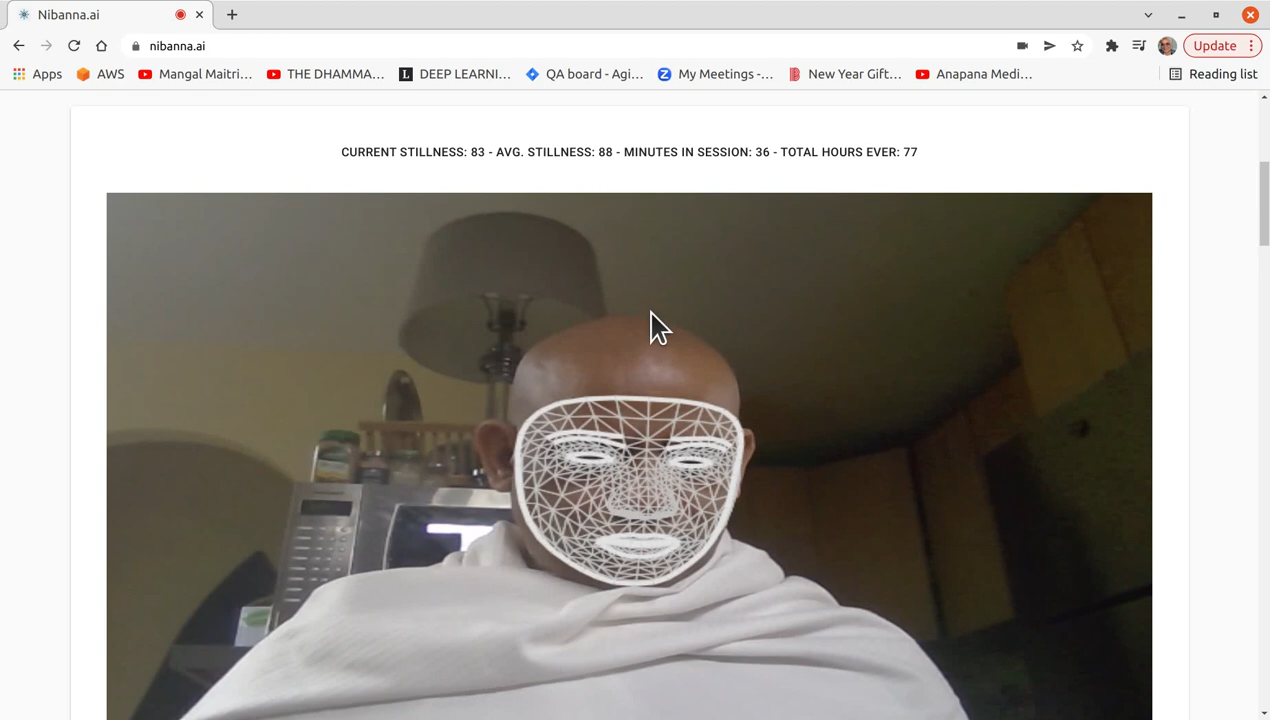 Nibanna.ai
nibanna.ai
Update
Apps AWS Mangal Maitri... THE DHAMMA... DEEP LEARNI... QA board - Agi... My Meetings -... New Year Gift... Anapana Medi... Reading list
CURRENT STILLNESS: 83 - AVG. STILLNESS: 88 - MINUTES IN SESSION: 36 - TOTAL HOURS EVER: 77